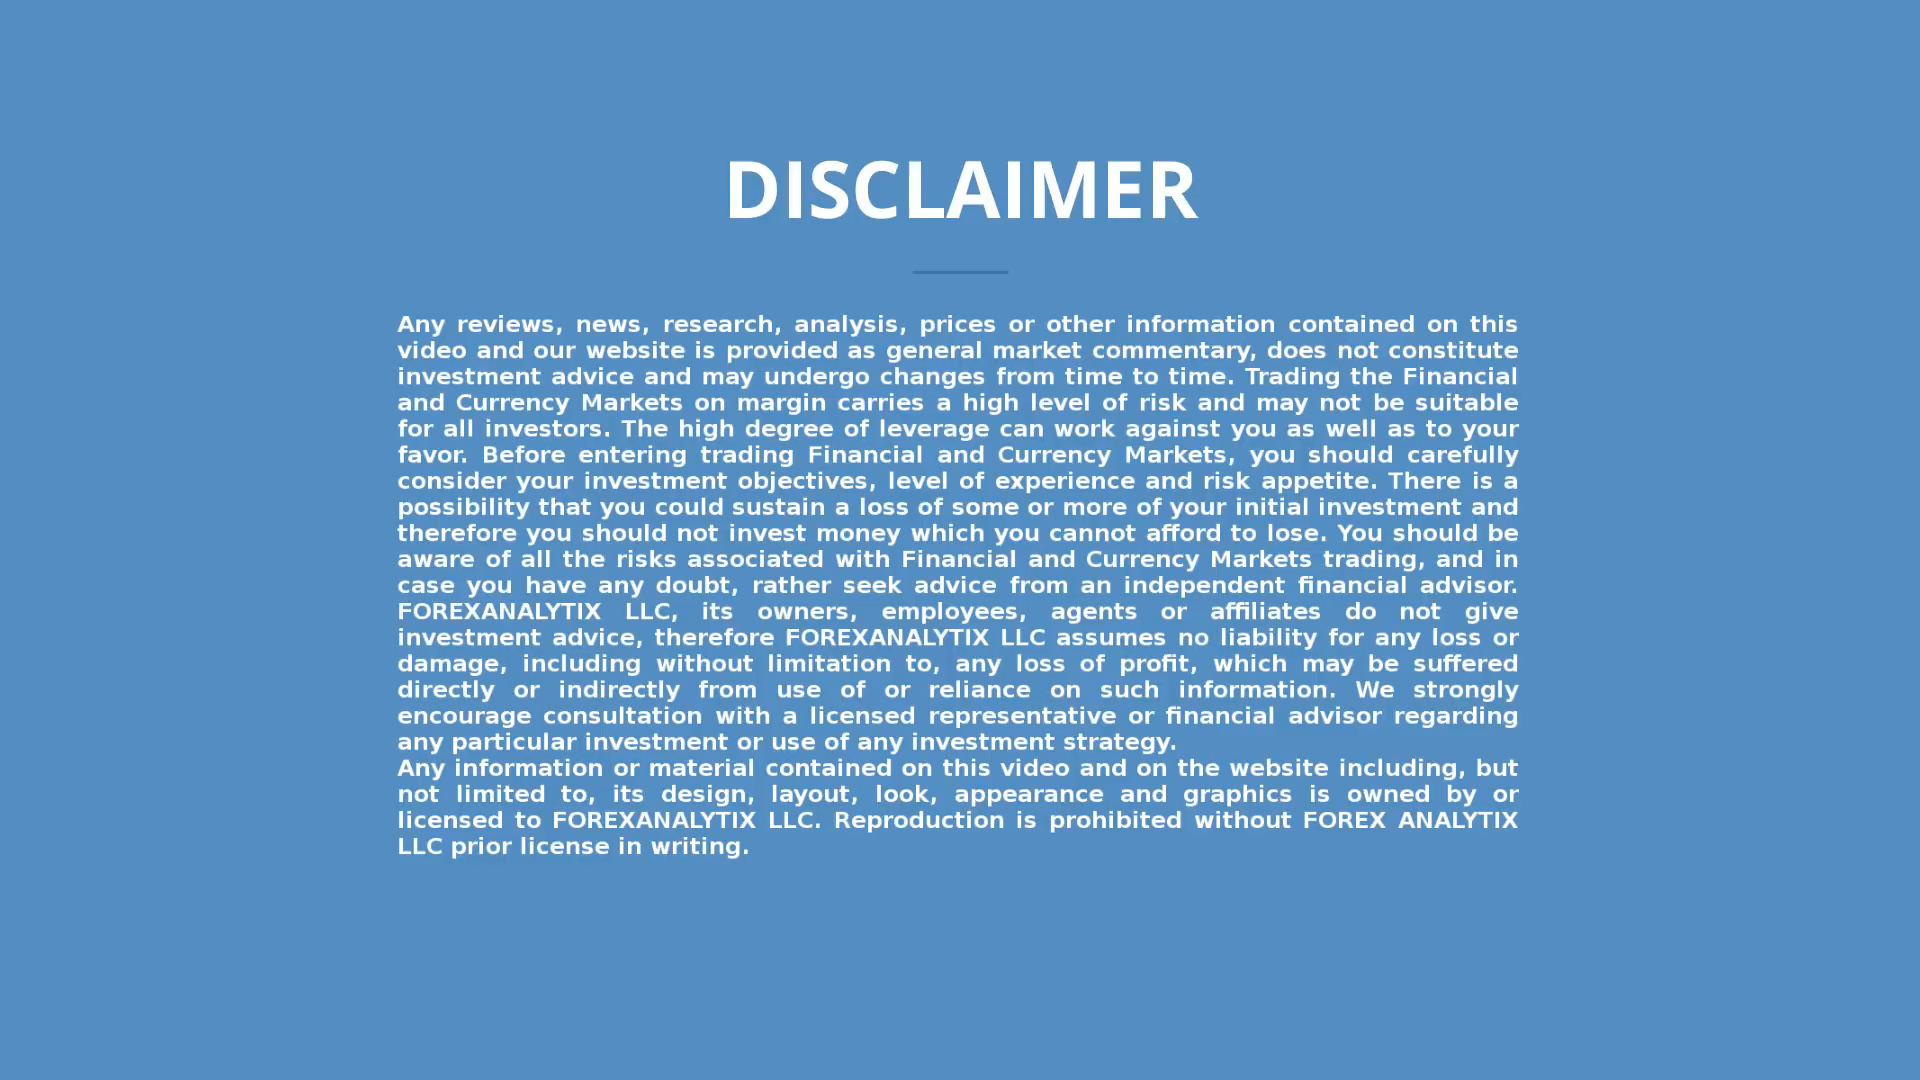 DISCLAIMER
Any reviews, news, research, analysis, prices or other information contained on this
video and our website is provided as general market commentary, does not constitute
investment advice and may undergo changes from time to time. Trading the Financial
and Currency Markets on margin carries a high level of risk and may not be suitable
for all investors. The high degree of leverage can work against you as well as to your
favor. Before entering trading Financial and Currency Markets, you should carefully
consider your investment objectives, level of experience and risk appetite. There is a
possibility that you could sustain a loss of some or more of your initial investment and
therefore you should not invest money which you cannot afford to lose. You should be
aware of all the risks associated with Financial and Currency Markets trading, and in
case you have any doubt, rather seek advice from an independent financial advisor.
FOREXANALYTIX LLC, its owners, employees, agents or affiliates do not give
investment advice, therefore FOREXANALYTIX LLC assumes no liability for any loss or
damage, including without limitation to, any loss of profit, which may be suffered
directly or indirectly from use of or reliance on such information. We strongly
encourage consultation with a licensed representative or financial advisor regarding
any particular investment or use of any investment strategy.
Any information or material contained on this video and on the website including, but
not limited to, its design, layout, look, appearance and graphics is owned by or
licensed to FOREXANALYTIX LLC. Reproduction is prohibited without FOREX ANALYTIX
LLC prior license in writing.